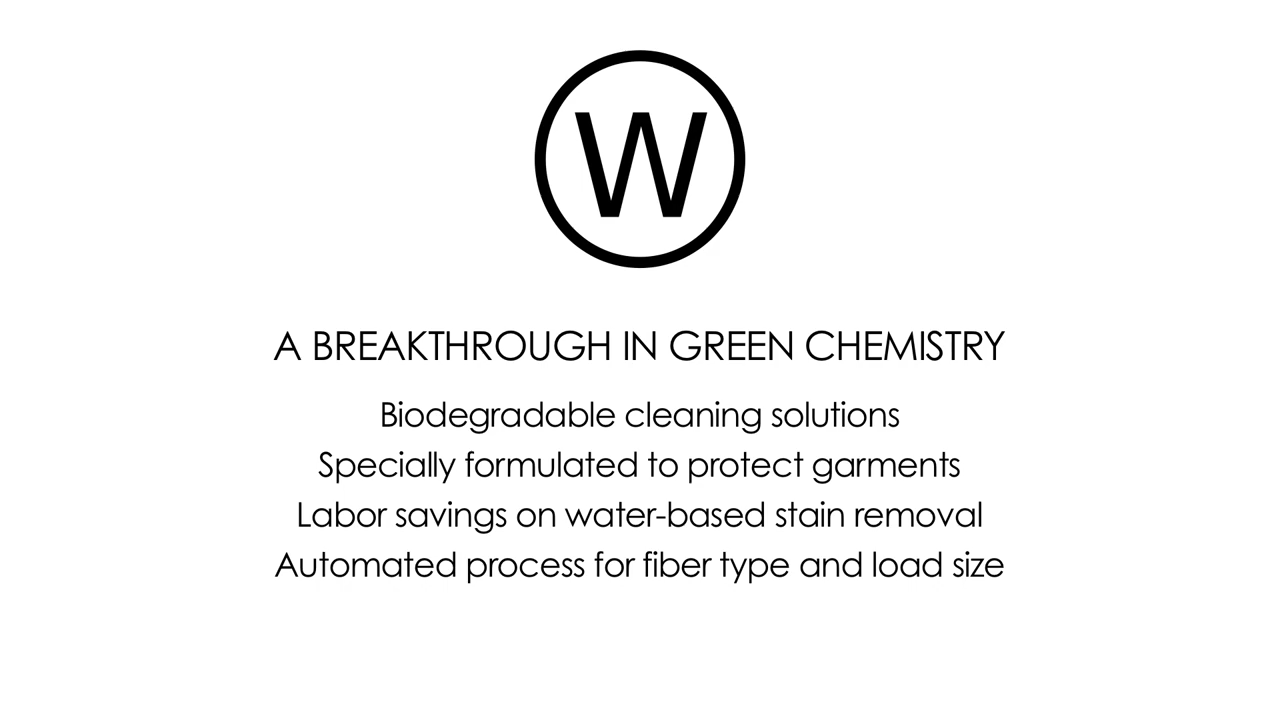 W
A BREAKTHROUGH IN GREEN CHEMISTRY
Biodegradable cleaning solutions
Specially formulated to protect garments
Labor savings on water-based stain removal
Automated process for fiber type and load size